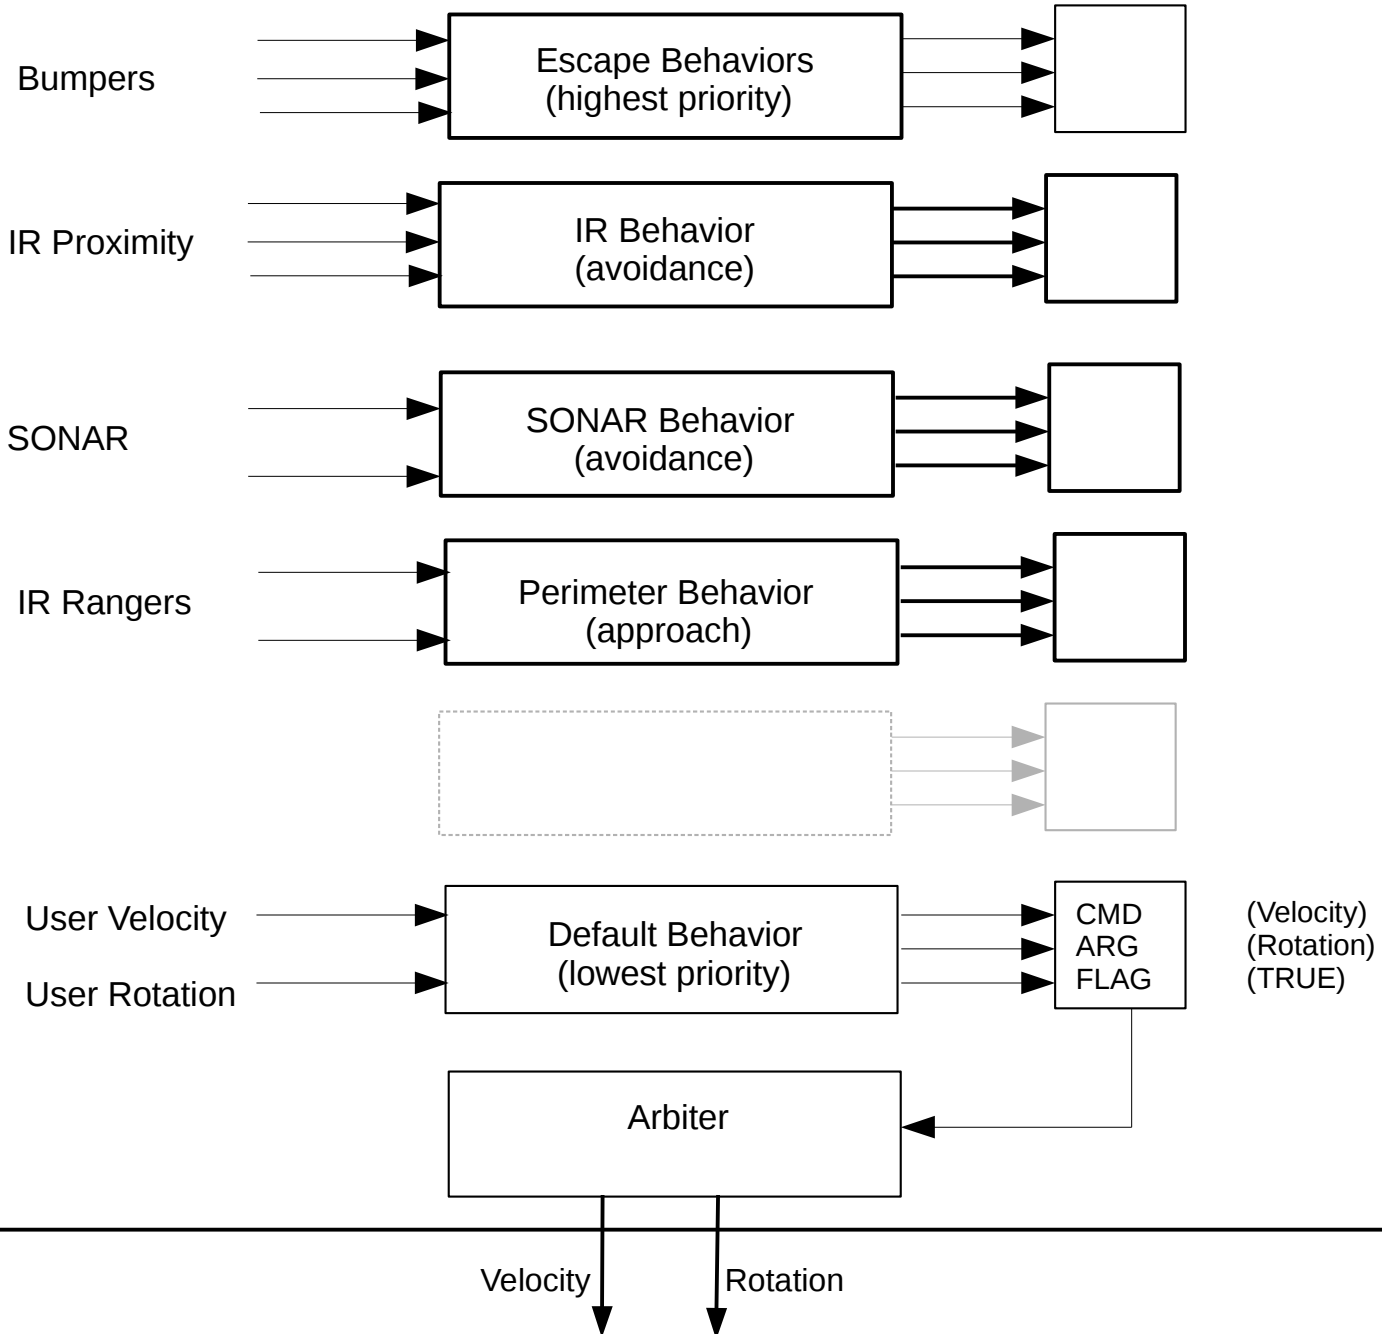 Bumpers
Escape Behaviors
(highest priority)
IR Proximity
IR Behavior
(avoidance)
SONAR
SONAR Behavior
(avoidance)
IR Rangers
Perimeter Behavior
(approach)
User Velocity
User Rotation
Default Behavior
(lowest priority)
CMD
ARG
FLAG
(Velocity)
(Rotation)
(TRUE)
Arbiter
Velocity
Rotation